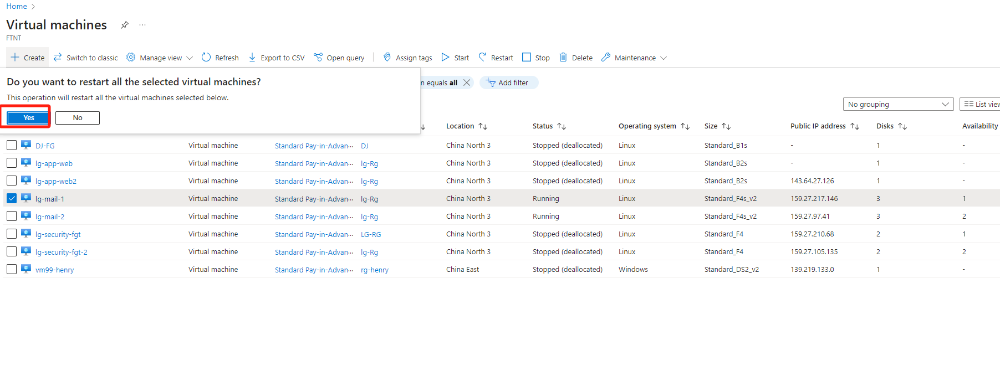 Home
Virtual machines
FTNT
Create Switch to classic Manage view Refresh Export to CSV Open query Assign tags Start Restart Stop Delete Maintenance
Do you want to restart all the selected virtual machines?
This operation will restart all the virtual machines selected below.
Yes No
n equals all Add filter
No grouping List view
Location Status Operating system Size Public IP address Disks Availability
DJ-FG Virtual machine Standard Pay-in-Advan... DJ China North 3 Stopped (deallocated) Linux Standard_B1s - 1 -
lg-app-web Virtual machine Standard Pay-in-Advan... lg-Rg China North 3 Stopped (deallocated) Linux Standard_B2s - 1 -
lg-app-web2 Virtual machine Standard Pay-in-Advan... lg-Rg China North 3 Stopped (deallocated) Linux Standard_B2s 143.64.27.126 1 -
lg-mail-1 Virtual machine Standard Pay-in-Advan... lg-Rg China North 3 Running Linux Standard_F4s_v2 159.27.217.146 3 1
lg-mail-2 Virtual machine Standard Pay-in-Advan... lg-Rg China North 3 Running Linux Standard_F4s_v2 159.27.97.41 3 2
lg-security-fgt Virtual machine Standard Pay-in-Advan... LG-RG China North 3 Stopped (deallocated) Linux Standard_F4 159.27.210.68 2 1
lg-security-fgt-2 Virtual machine Standard Pay-in-Advan... lg-Rg China North 3 Stopped (deallocated) Linux Standard_F4 159.27.105.135 2 2
vm99-henry Virtual machine Standard Pay-in-Advan... rg-henry China East Stopped (deallocated) Windows Standard_DS2_v2 139.219.133.0 1 -